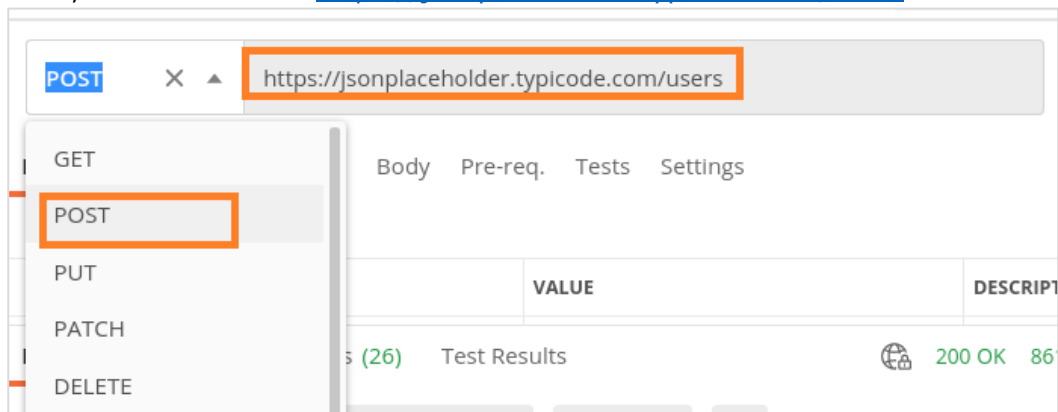 POST https://jsonplaceholder.typicode.com/users
GET
Body Pre-req. Tests Settings
POST
PUT
VALUE DESCRIPT
PATCH
s (26) Test Results 200 OK 861
DELETE